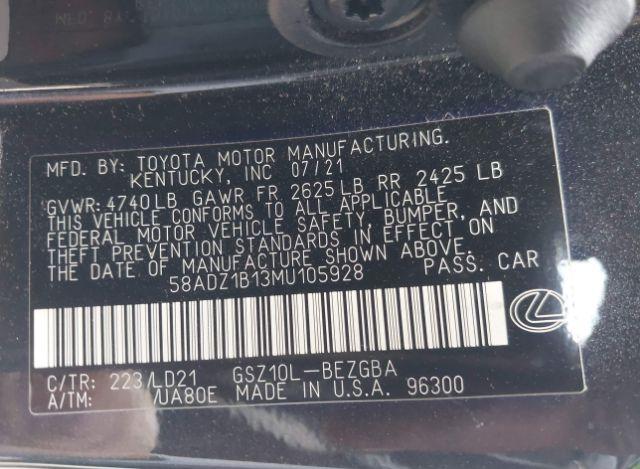 MFD. BY: TOYOTA MOTOR MANUFACTURING.
KENTUCKY, INC 07/21
GVWR: 4740LB GAWR FR 2625LB RR 2425LB
THIS VEHICLE CONFORMS TO ALL APPLICABLE
FEDERAL MOTOR VEHICLE SAFETY, BUMPER, AND
THEFT PREVENTION STANDARDS IN EFFECT ON
THE DATE OF MANUFACTURE SHOWN ABOVE.
58ADZ1B13MU105928 PASS. CAR
C/TR: 223/LD21 GSZ10L-BEZGBA
A/TM: /UA80E MADE IN U.S.A. 96300